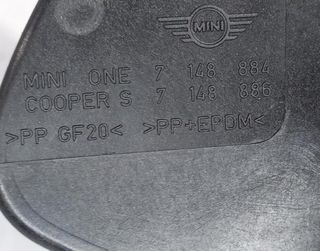 MINI
MINI ONE 7 148 884
COOPER S 7 148 886
>PP GF20< >PP+EPDM<